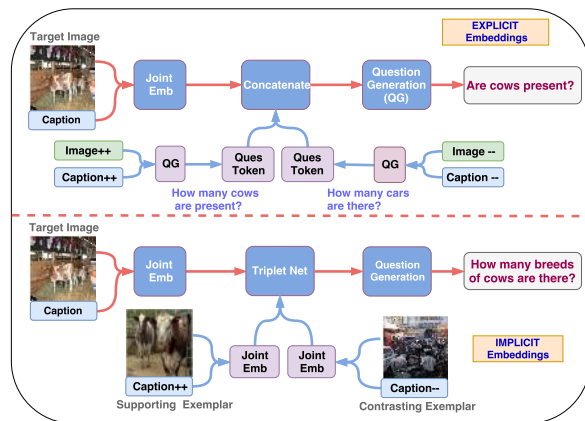 EXPLICIT
Embeddings
Target Image
Joint
Emb
Concatenate
Question
Generation
(QG)
Are cows present?
Caption
Image++
Caption++
QG
Ques
Token
Ques
Token
QG
Image --
Caption --
How many cows
are present?
How many cars
are there?
Target Image
Joint
Emb
Triplet Net
Question
Generation
How many breeds
of cows are there?
Caption
Joint
Emb
Joint
Emb
IMPLICIT
Embeddings
Caption++
Caption--
Supporting Exemplar
Contrasting Exemplar